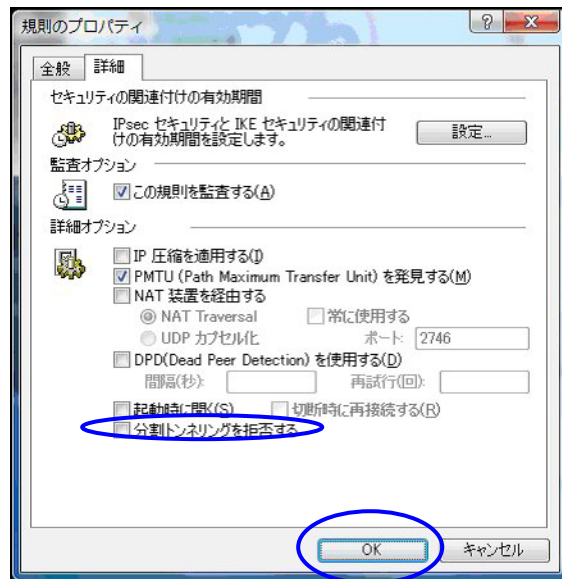 規則のプロパティ
全般 詳細
セキュリティの関連付けの有効期間
IPsec セキュリティと IKE セキュリティの関連付
けの有効期間を設定します。
設定...
監査オプション
この規則を監査する(A)
詳細オプション
IP 圧縮を適用する(I)
PMTU (Path Maximum Transfer Unit) を発見する(M)
NAT 装置を経由する
NAT Traversal 常に使用する
UDP カプセル化 ポート: 2746
DPD(Dead Peer Detection) を使用する(D)
間隔(秒): 再試行(回):
起動時に開く(S) 切断時に再接続する(R)
分割トンネリングを拒否する
OK キャンセル